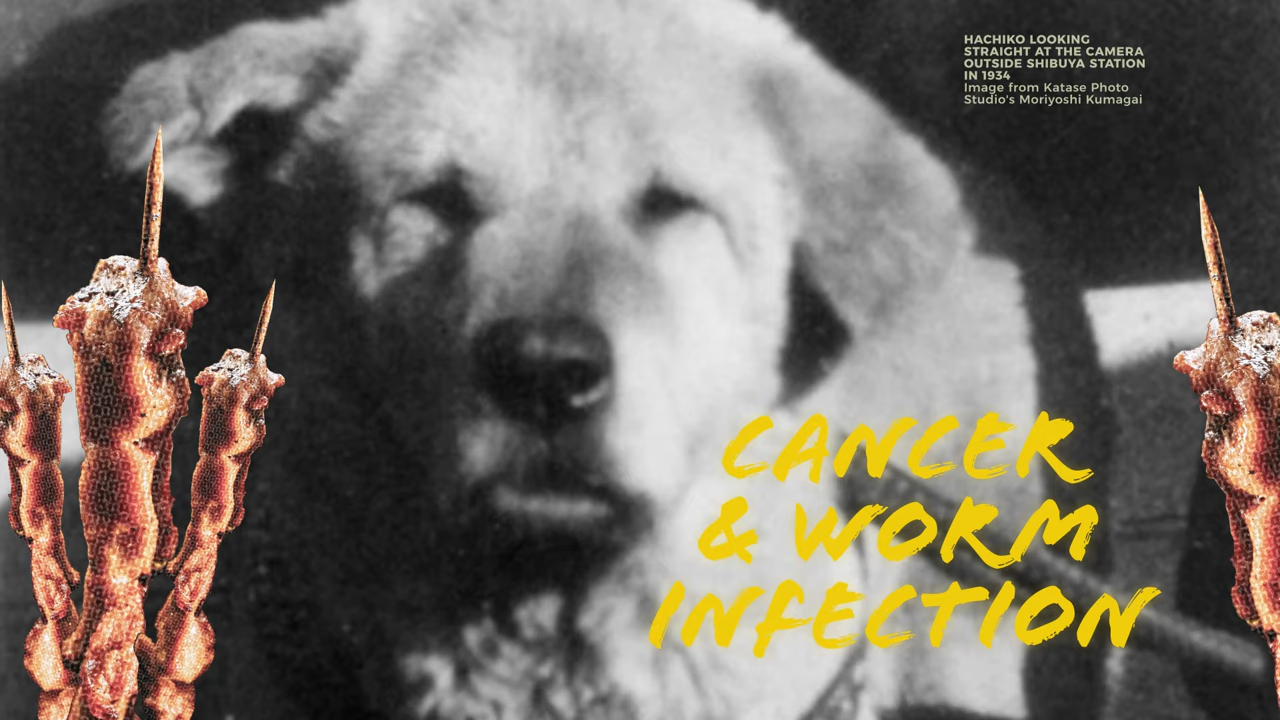 HACHIKO LOOKING
STRAIGHT AT THE CAMERA
OUTSIDE SHIBUYA STATION
IN 1934
Image from Katase Photo
Studio's Moriyoshi Kumagai
CANCER
& WORM
INFECTION